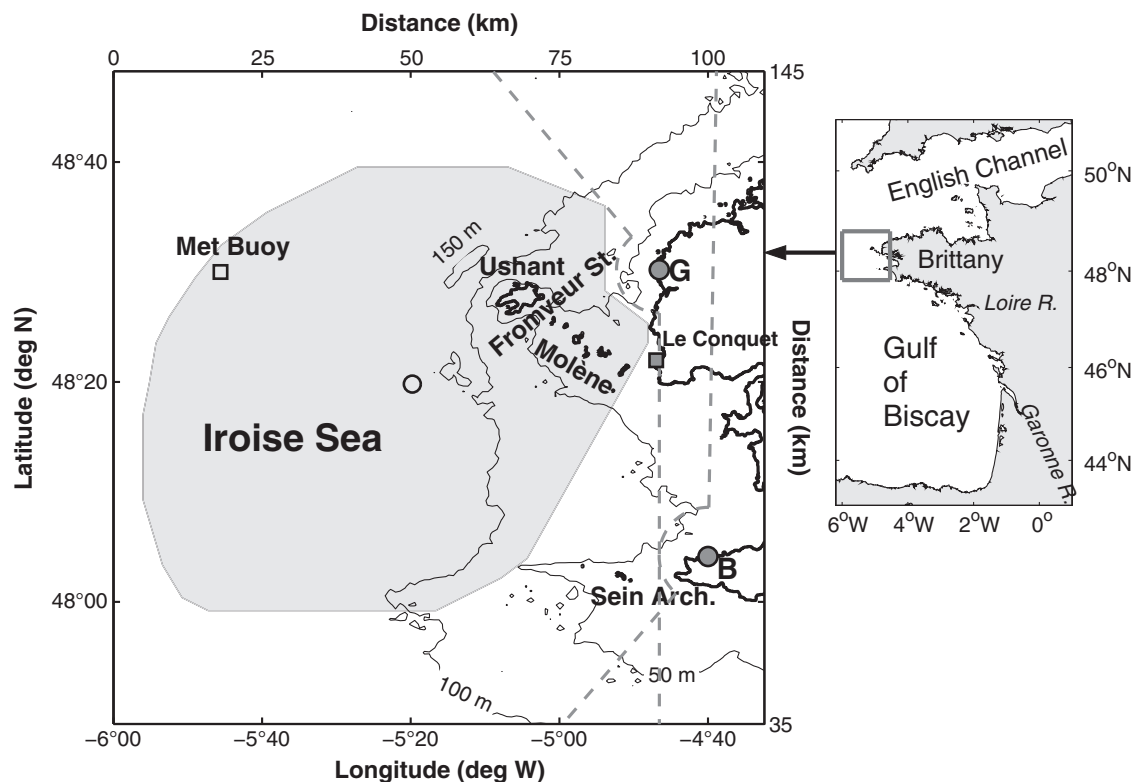 Distance (km)
0 25 50 75 100
145
48°40
48°20
48°00
Latitude (deg N)
Met Buoy
150 m
Ushant
Fromveur St.
Molène
G
Le Conquet
Iroise Sea
B
Sein Arch.
50 m
100 m
Distance (km)
35
−6°00 −5°40 −5°20 −5°00 −4°40
Longitude (deg W)
English Channel
Brittany
Loire R.
Gulf
of
Biscay
Garonne R.
50°N
48°N
46°N
44°N
6°W 4°W 2°W 0°